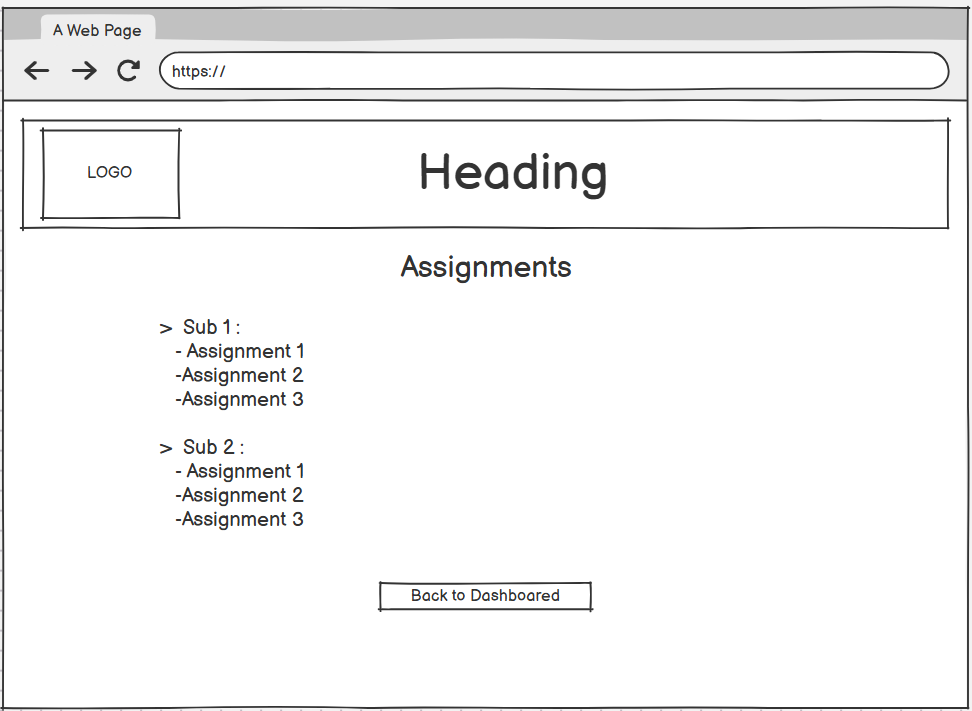 A Web Page
https://
LOGO
Heading
Assignments
> Sub 1 :
- Assignment 1
-Assignment 2
-Assignment 3
> Sub 2 :
- Assignment 1
-Assignment 2
-Assignment 3
Back to Dashboared